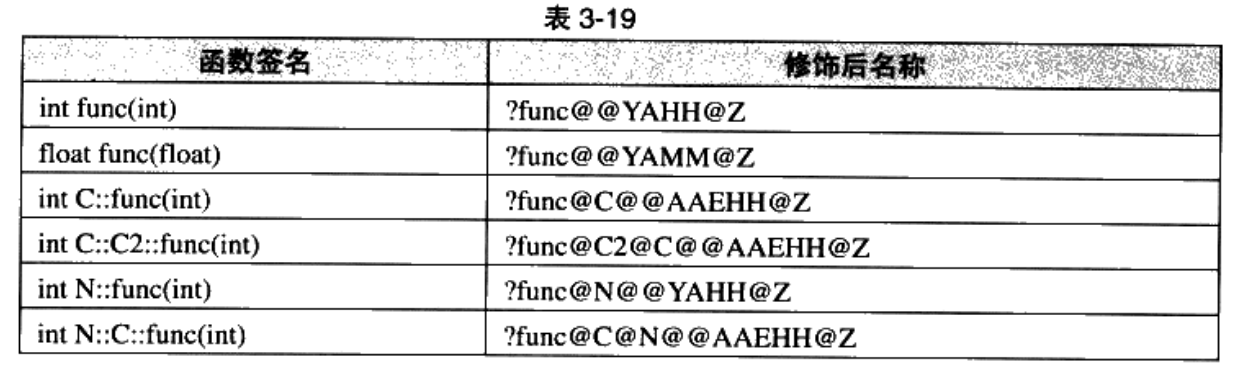 表 3-19
函数签名 修饰后名称
int func(int) ?func@@YAHH@Z
float func(float) ?func@@YAMM@Z
int C::func(int) ?func@C@@AAEHH@Z
int C::C2::func(int) ?func@C2@C@@AAEHH@Z
int N::func(int) ?func@N@@YAHH@Z
int N::C::func(int) ?func@C@N@@AAEHH@Z